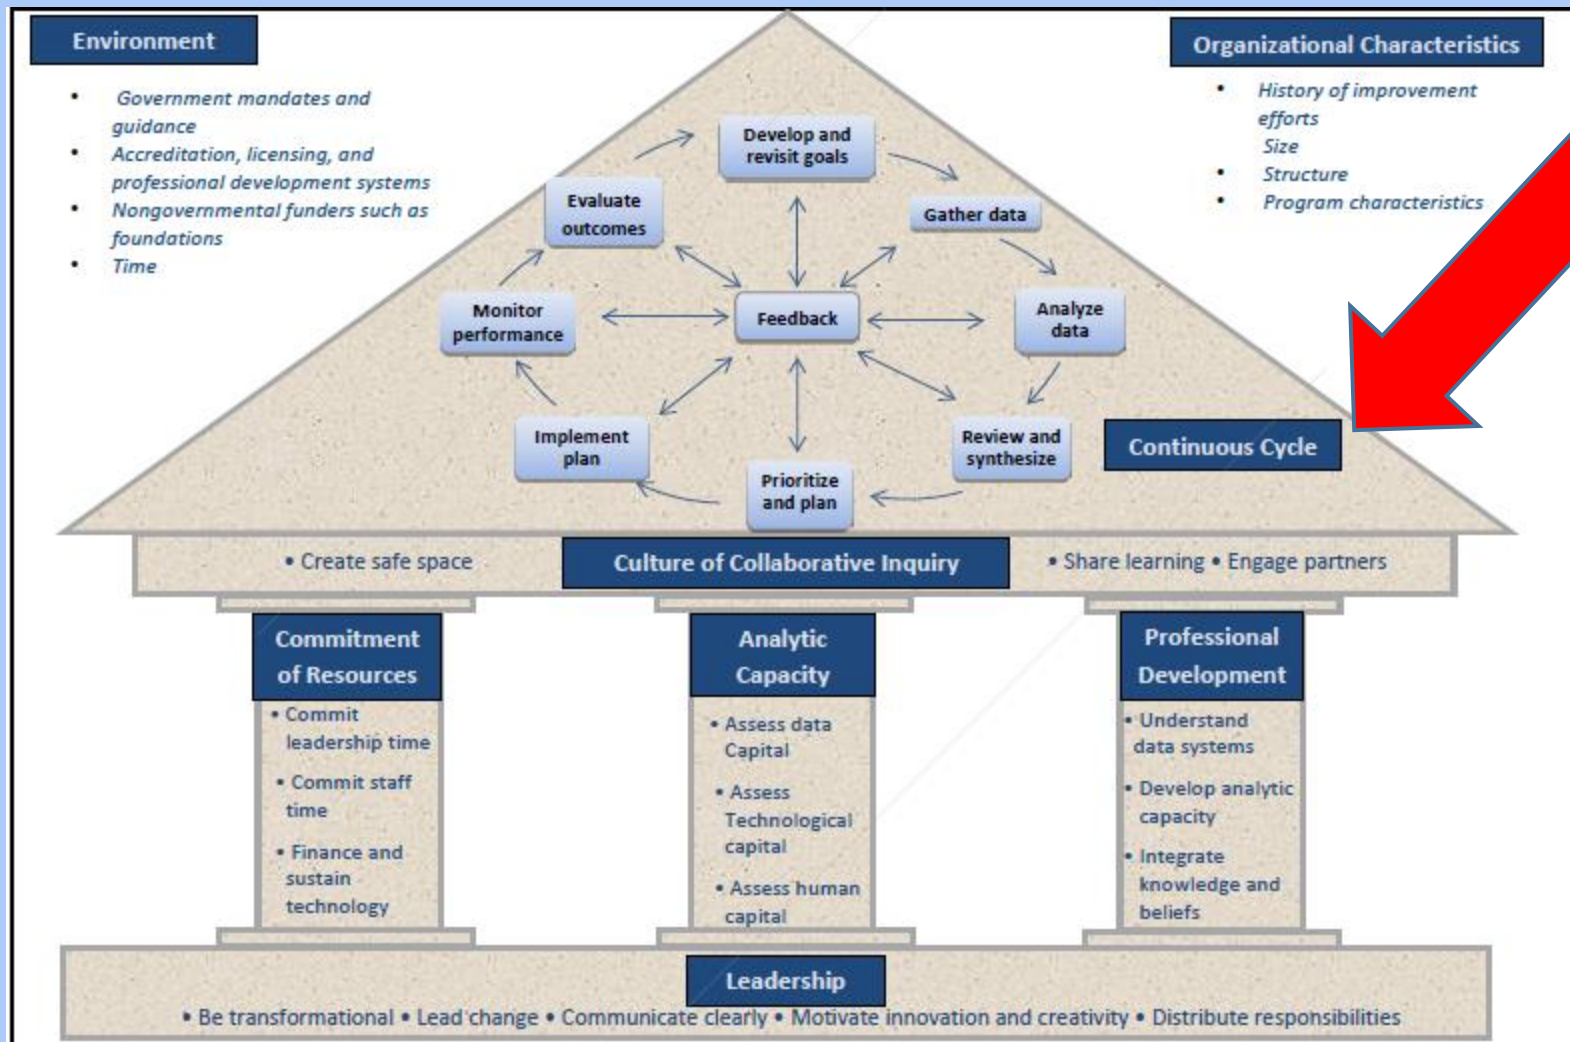 Environment
• Government mandates and
guidance
• Accreditation, licensing, and
professional development systems
• Nongovernmental funders such as
foundations
• Time
Organizational Characteristics
• History of improvement
efforts
Size
• Structure
• Program characteristics
Develop and
revisit goals
Gather data
Analyze
data
Review and
synthesize
Prioritize
and plan
Implement
plan
Monitor
performance
Evaluate
outcomes
Feedback
Continuous Cycle
• Create safe space
Culture of Collaborative Inquiry
• Share learning • Engage partners
Commitment
of Resources
• Commit
leadership time
• Commit staff
time
• Finance and
sustain
technology
Analytic
Capacity
• Assess data
Capital
• Assess
Technological
capital
• Assess human
capital
Professional
Development
• Understand
data systems
• Develop analytic
capacity
• Integrate
knowledge and
beliefs
Leadership
• Be transformational • Lead change • Communicate clearly • Motivate innovation and creativity • Distribute responsibilities